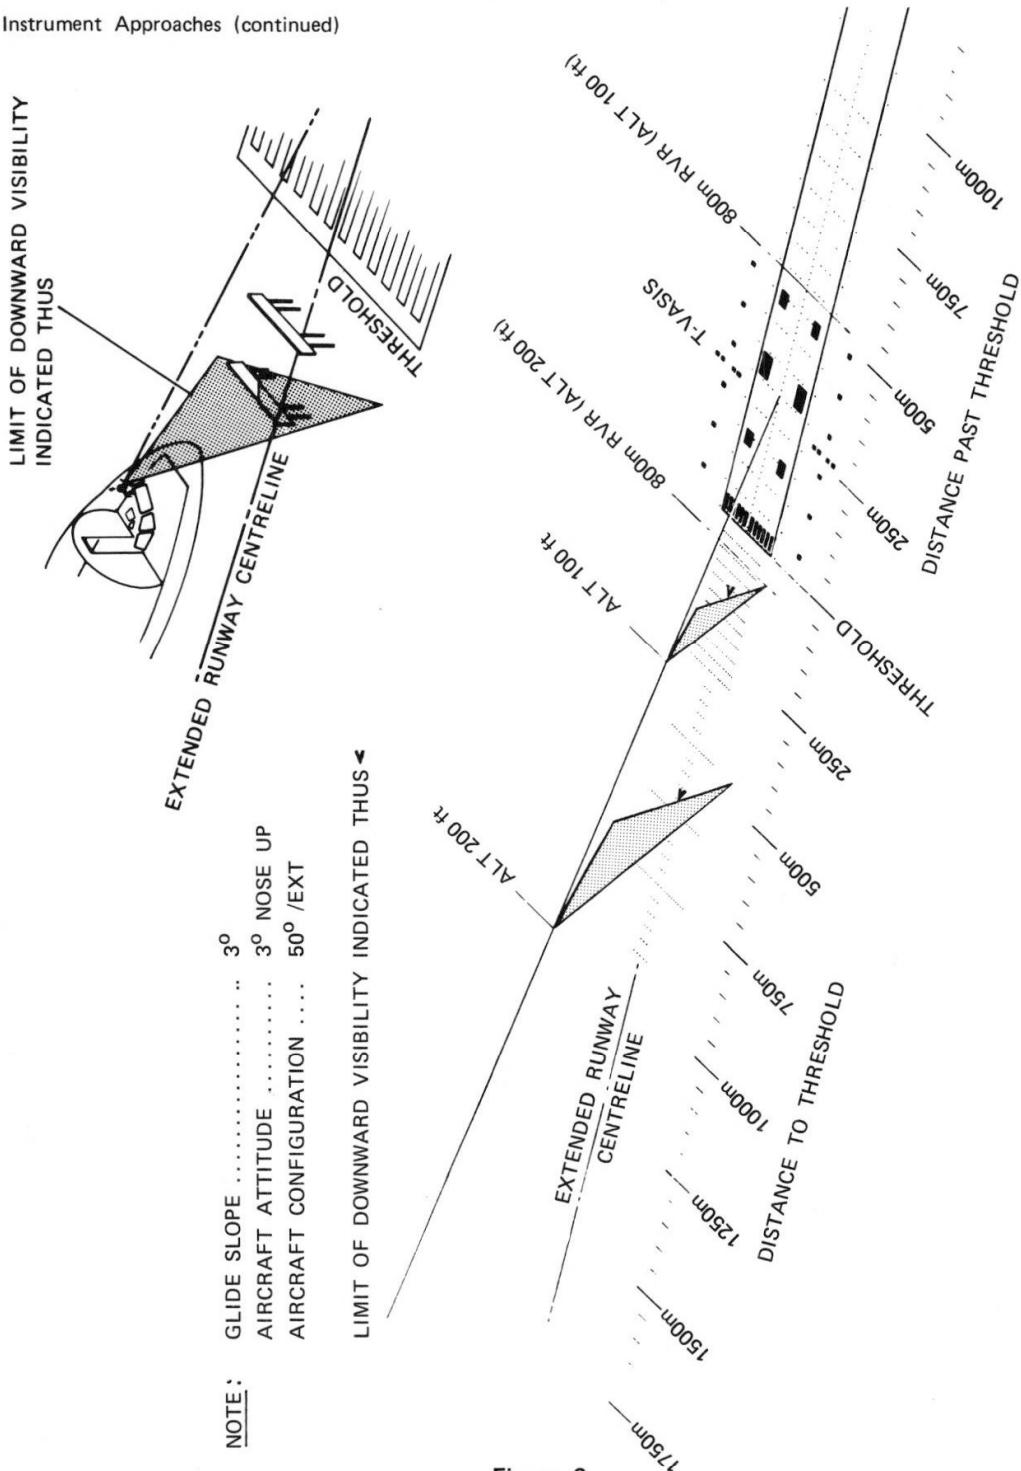 Instrument Approaches (continued)
LIMIT OF DOWNWARD VISIBILITY
INDICATED THUS
THRESHOLD
EXTENDED RUNWAY CENTRELINE
NOTE:
GLIDE SLOPE .................... 3°
AIRCRAFT ATTITUDE .......... 3° NOSE UP
AIRCRAFT CONFIGURATION .... 50° /EXT
LIMIT OF DOWNWARD VISIBILITY INDICATED THUS
ALT 200 ft
ALT 100 ft
800m RVR (ALT 200 ft)
T-VASIS
800m RVR (ALT 100 ft)
EXTENDED RUNWAY
CENTRELINE
1750m
1500m
1250m
1000m
750m
500m
250m
THRESHOLD
250m
500m
750m
1000m
DISTANCE TO THRESHOLD
DISTANCE PAST THRESHOLD